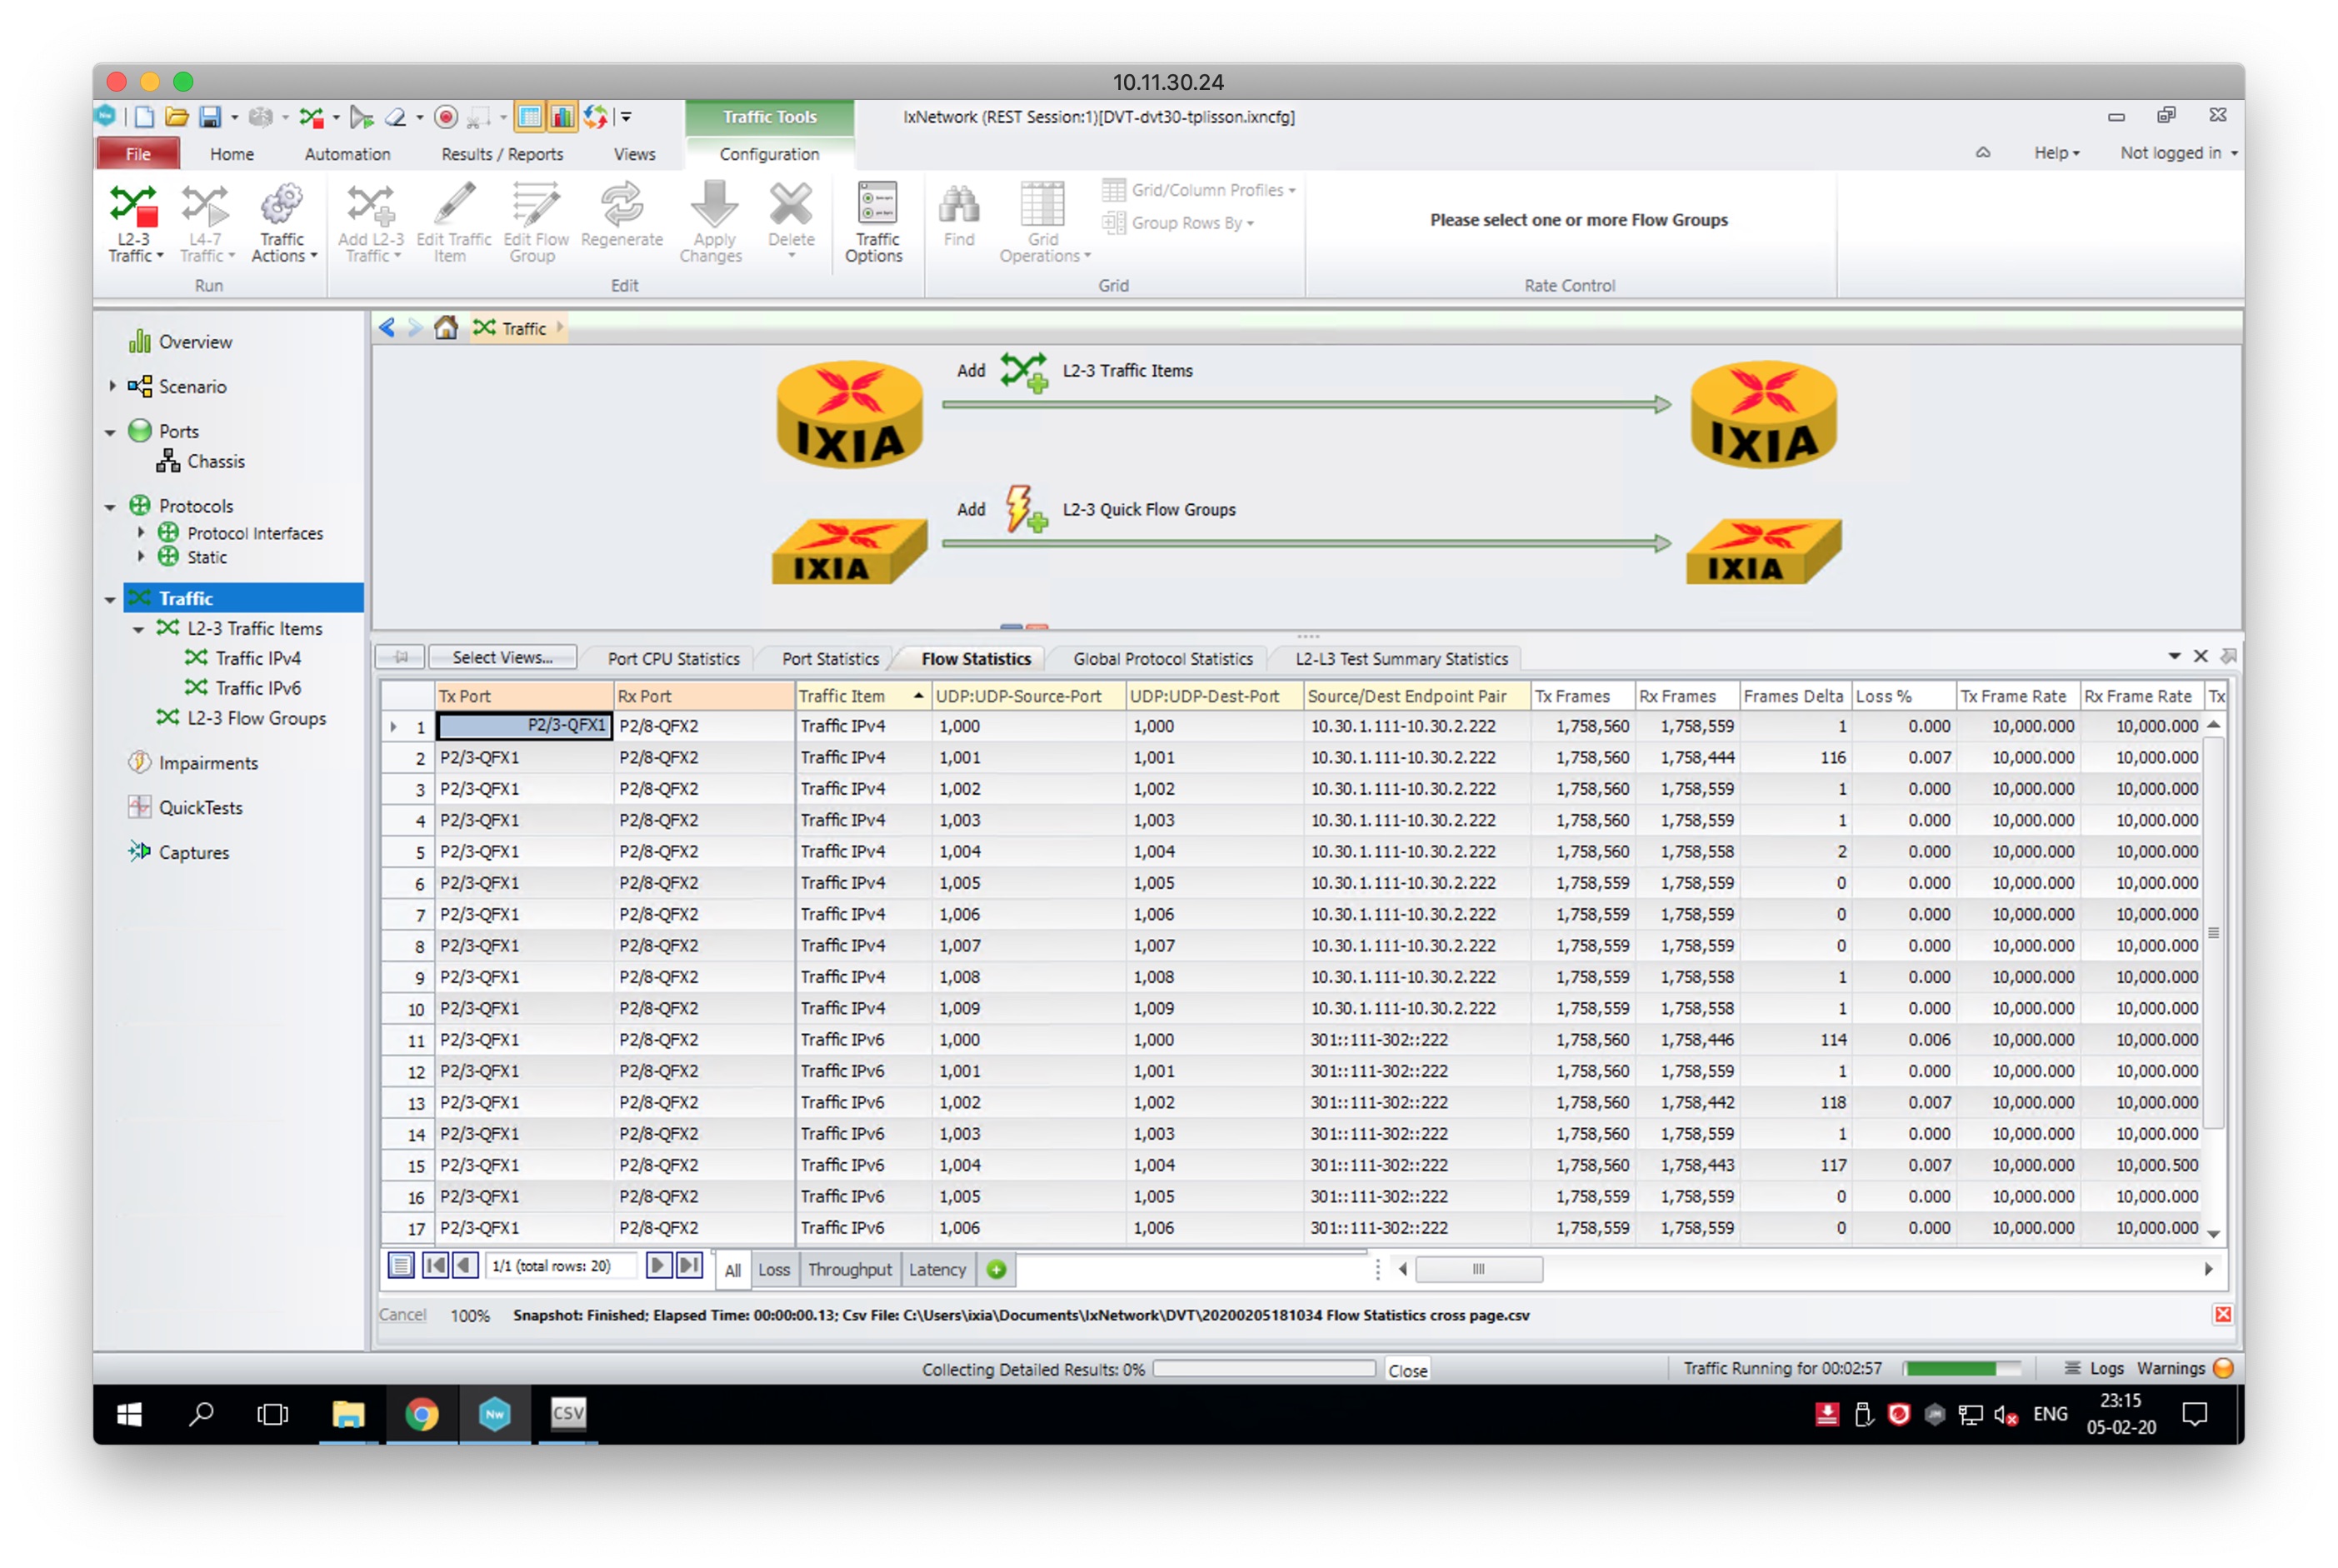 10.11.30.24
Traffic Tools
IxNetwork (REST Session:1)[DVT-dvt30-tplisson.ixncfg]
File Home Automation Results / Reports Views Configuration Help Not logged in
L2-3 Traffic
L4-7 Traffic
Traffic Actions
Add L2-3 Traffic
Edit Traffic Item
Edit Flow Group
Regenerate
Apply Changes
Delete
Traffic Options
Find
Grid Operations
Grid/Column Profiles
Group Rows By
Please select one or more Flow Groups
Run Edit Grid Rate Control
Overview
Scenario
Ports
Chassis
Protocols
Protocol Interfaces
Static
Traffic
L2-3 Traffic Items
Traffic IPv4
Traffic IPv6
L2-3 Flow Groups
Impairments
QuickTests
Captures
Traffic
Add L2-3 Traffic Items
IXIA IXIA
Add L2-3 Quick Flow Groups
IXIA IXIA
Select Views... Port CPU Statistics Port Statistics Flow Statistics Global Protocol Statistics L2-L3 Test Summary Statistics
Tx Port Rx Port Traffic Item UDP:UDP-Source-Port UDP:UDP-Dest-Port Source/Dest Endpoint Pair Tx Frames Rx Frames Frames Delta Loss % Tx Frame Rate Rx Frame Rate Tx
1 P2/3-QFX1 P2/8-QFX2 Traffic IPv4 1,000 1,000 10.30.1.111-10.30.2.222 1,758,560 1,758,559 1 0.000 10,000.000 10,000.000
2 P2/3-QFX1 P2/8-QFX2 Traffic IPv4 1,001 1,001 10.30.1.111-10.30.2.222 1,758,560 1,758,444 116 0.007 10,000.000 10,000.000
3 P2/3-QFX1 P2/8-QFX2 Traffic IPv4 1,002 1,002 10.30.1.111-10.30.2.222 1,758,560 1,758,559 1 0.000 10,000.000 10,000.000
4 P2/3-QFX1 P2/8-QFX2 Traffic IPv4 1,003 1,003 10.30.1.111-10.30.2.222 1,758,560 1,758,559 1 0.000 10,000.000 10,000.000
5 P2/3-QFX1 P2/8-QFX2 Traffic IPv4 1,004 1,004 10.30.1.111-10.30.2.222 1,758,560 1,758,558 2 0.000 10,000.000 10,000.000
6 P2/3-QFX1 P2/8-QFX2 Traffic IPv4 1,005 1,005 10.30.1.111-10.30.2.222 1,758,559 1,758,559 0 0.000 10,000.000 10,000.000
7 P2/3-QFX1 P2/8-QFX2 Traffic IPv4 1,006 1,006 10.30.1.111-10.30.2.222 1,758,559 1,758,559 0 0.000 10,000.000 10,000.000
8 P2/3-QFX1 P2/8-QFX2 Traffic IPv4 1,007 1,007 10.30.1.111-10.30.2.222 1,758,559 1,758,559 0 0.000 10,000.000 10,000.000
9 P2/3-QFX1 P2/8-QFX2 Traffic IPv4 1,008 1,008 10.30.1.111-10.30.2.222 1,758,559 1,758,558 1 0.000 10,000.000 10,000.000
10 P2/3-QFX1 P2/8-QFX2 Traffic IPv4 1,009 1,009 10.30.1.111-10.30.2.222 1,758,559 1,758,558 1 0.000 10,000.000 10,000.000
11 P2/3-QFX1 P2/8-QFX2 Traffic IPv6 1,000 1,000 301::111-302::222 1,758,560 1,758,446 114 0.006 10,000.000 10,000.000
12 P2/3-QFX1 P2/8-QFX2 Traffic IPv6 1,001 1,001 301::111-302::222 1,758,560 1,758,559 1 0.000 10,000.000 10,000.000
13 P2/3-QFX1 P2/8-QFX2 Traffic IPv6 1,002 1,002 301::111-302::222 1,758,560 1,758,442 118 0.007 10,000.000 10,000.000
14 P2/3-QFX1 P2/8-QFX2 Traffic IPv6 1,003 1,003 301::111-302::222 1,758,560 1,758,559 1 0.000 10,000.000 10,000.000
15 P2/3-QFX1 P2/8-QFX2 Traffic IPv6 1,004 1,004 301::111-302::222 1,758,560 1,758,443 117 0.007 10,000.000 10,000.500
16 P2/3-QFX1 P2/8-QFX2 Traffic IPv6 1,005 1,005 301::111-302::222 1,758,559 1,758,559 0 0.000 10,000.000 10,000.000
17 P2/3-QFX1 P2/8-QFX2 Traffic IPv6 1,006 1,006 301::111-302::222 1,758,559 1,758,559 0 0.000 10,000.000 10,000.000
1/1 (total rows: 20) All Loss Throughput Latency
Cancel 100% Snapshot: Finished; Elapsed Time: 00:00:00.13; Csv File: C:\Users\ixia\Documents\IxNetwork\DVT\20200205181034 Flow Statistics cross page.csv
Collecting Detailed Results: 0% Close Traffic Running for 00:02:57 Logs Warnings
Nw CSV ENG 23:15
05-02-20